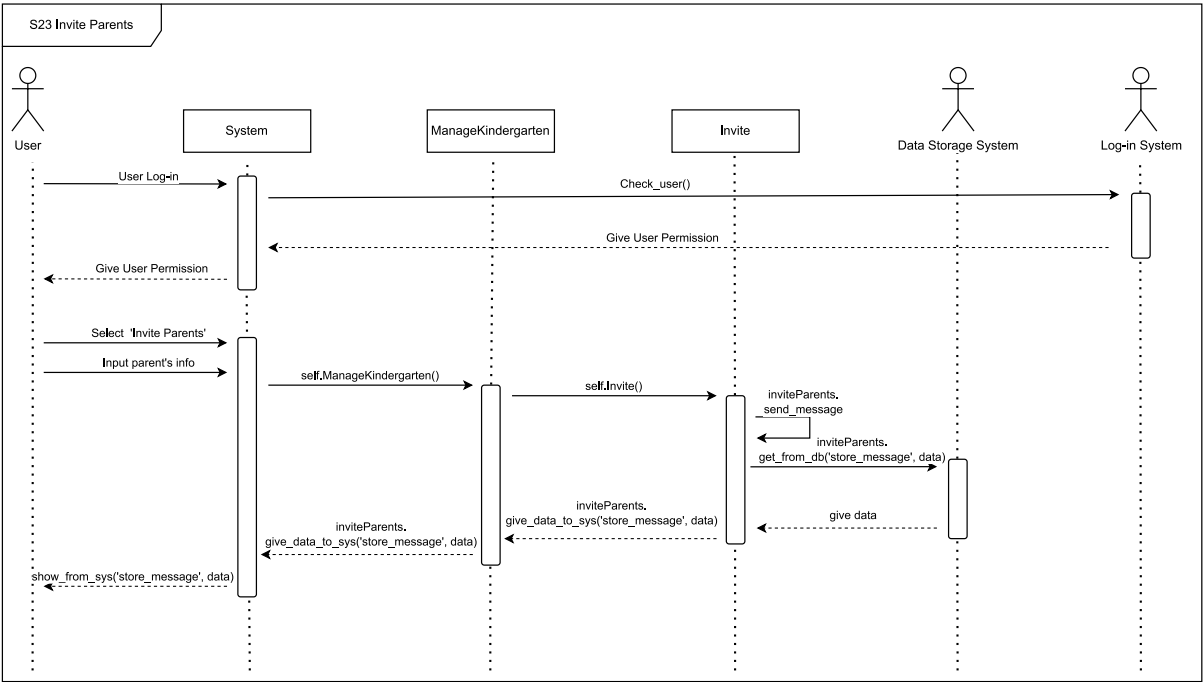 S23 Invite Parents
User
System
ManageKindergarten
Invite
Data Storage System
Log-in System
User Log-in
Check_user()
Give User Permission
Give User Permission
Select 'Invite Parents'
Input parent's info
self.ManageKindergarten()
self.Invite()
inviteParents.
_send_message
inviteParents.
get_from_db('store_message', data)
give data
inviteParents.
give_data_to_sys('store_message', data)
inviteParents.
give_data_to_sys('store_message', data)
show_from_sys('store_message', data)